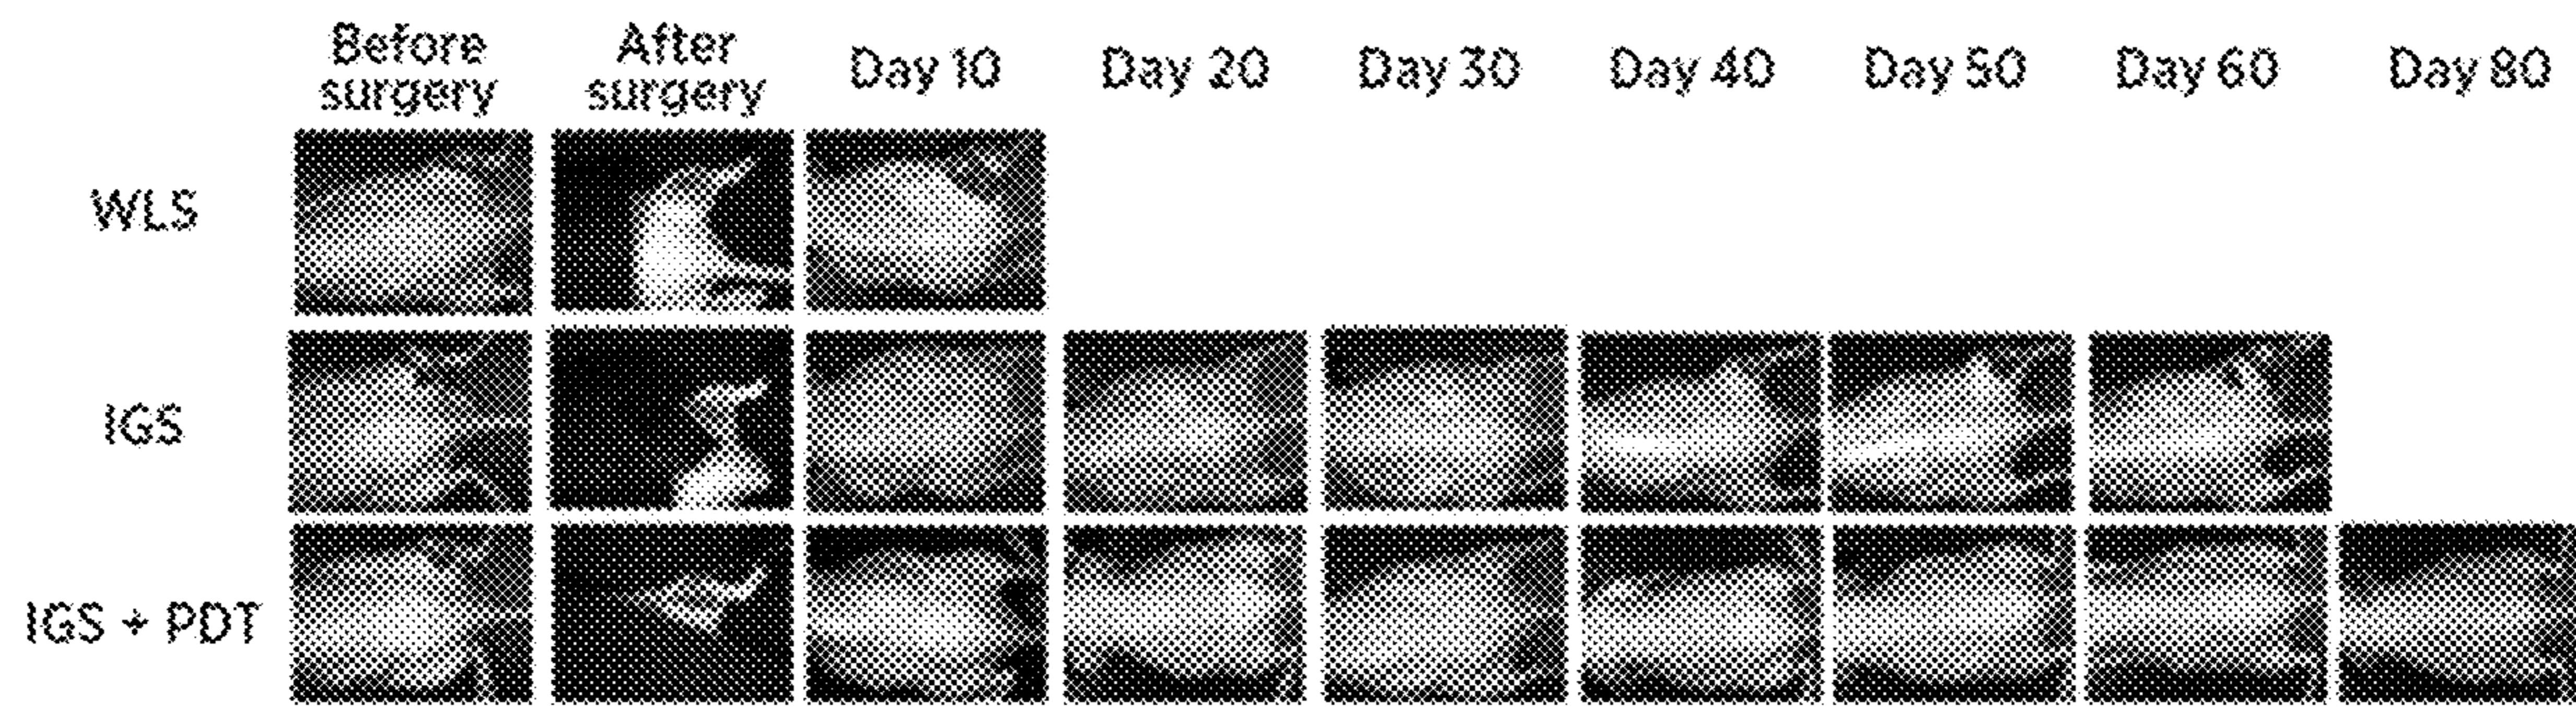 Before
surgery
After
surgery
Day 10
Day 20
Day 30
Day 40
Day 50
Day 60
Day 80
WLS
IGS
IGS + PDT